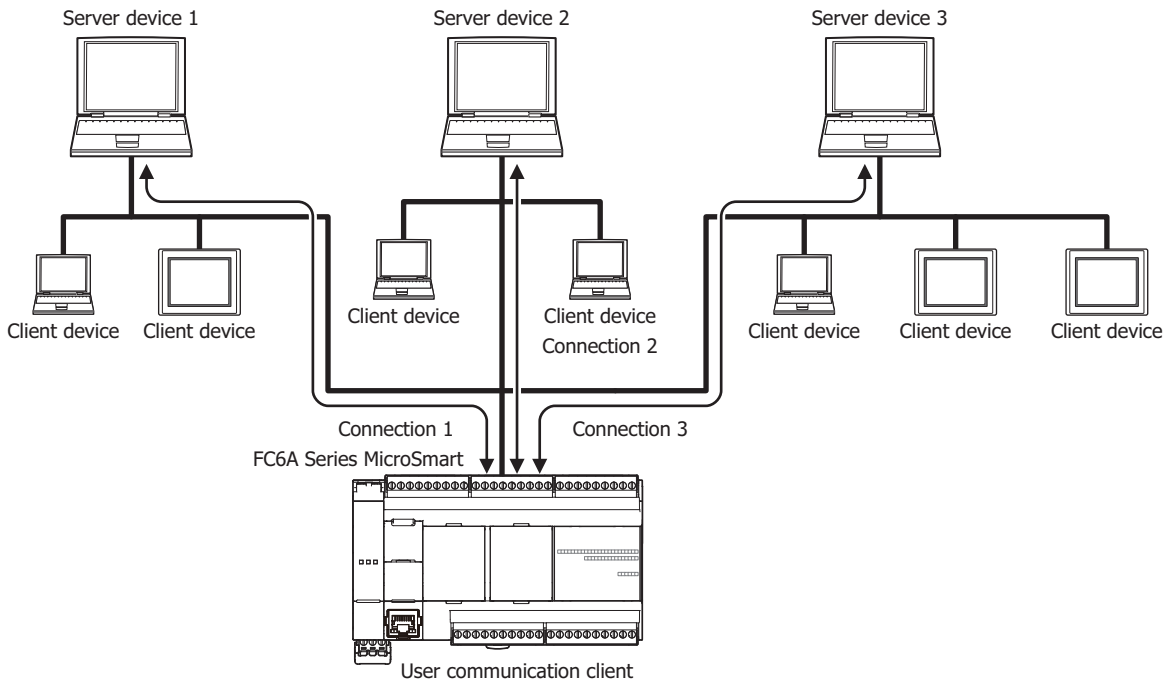 Server device 1
Server device 2
Server device 3
Client device
Client device
Client device
Client device
Client device
Client device
Client device
Connection 2
Connection 1
Connection 3
FC6A Series MicroSmart
User communication client